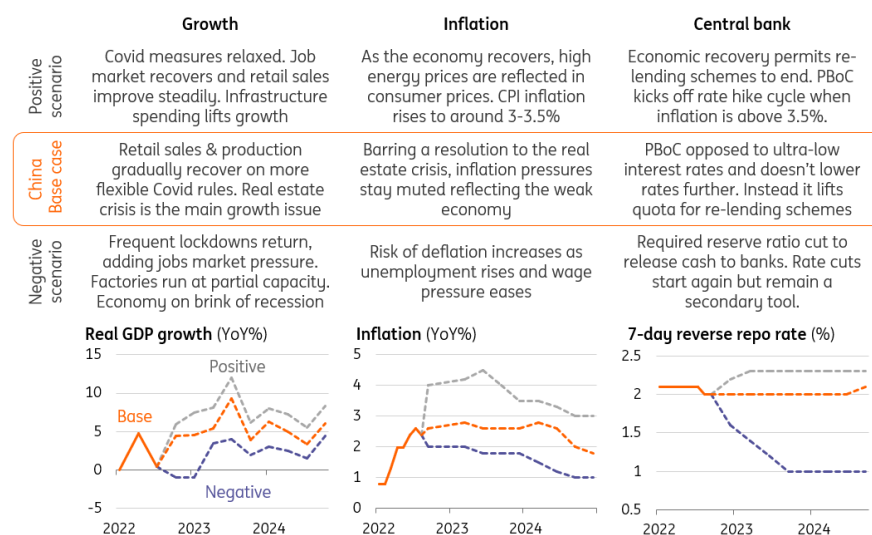 Growth
Inflation
Central bank
Positive
scenario
Covid measures relaxed. Job
market recovers and retail sales
improve steadily. Infrastructure
spending lifts growth
As the economy recovers, high
energy prices are reflected in
consumer prices. CPI inflation
rises to around 3-3.5%
Economic recovery permits re-
lending schemes to end. PBoC
kicks off rate hike cycle when
inflation is above 3.5%.
China
Base case
Retail sales & production
gradually recover on more
flexible Covid rules. Real estate
crisis is the main growth issue
Barring a resolution to the real
estate crisis, inflation pressures
stay muted reflecting the weak
economy
PBoC opposed to ultra-low
interest rates and doesn't lower
rates further. Instead it lifts
quota for re-lending schemes
Negative
scenario
Frequent lockdowns return,
adding jobs market pressure.
Factories run at partial capacity.
Economy on brink of recession
Risk of deflation increases as
unemployment rises and wage
pressure eases
Required reserve ratio cut to
release cash to banks. Rate cuts
start again but remain a
secondary tool.
Real GDP growth (YoY%)
15
10
5
0
-5
Positive
Base
Negative
2022 2023 2024
Inflation (YoY%)
5
4
3
2
1
0
2022 2023 2024
7-day reverse repo rate (%)
2.5
2
1.5
1
0.5
2022 2023 2024